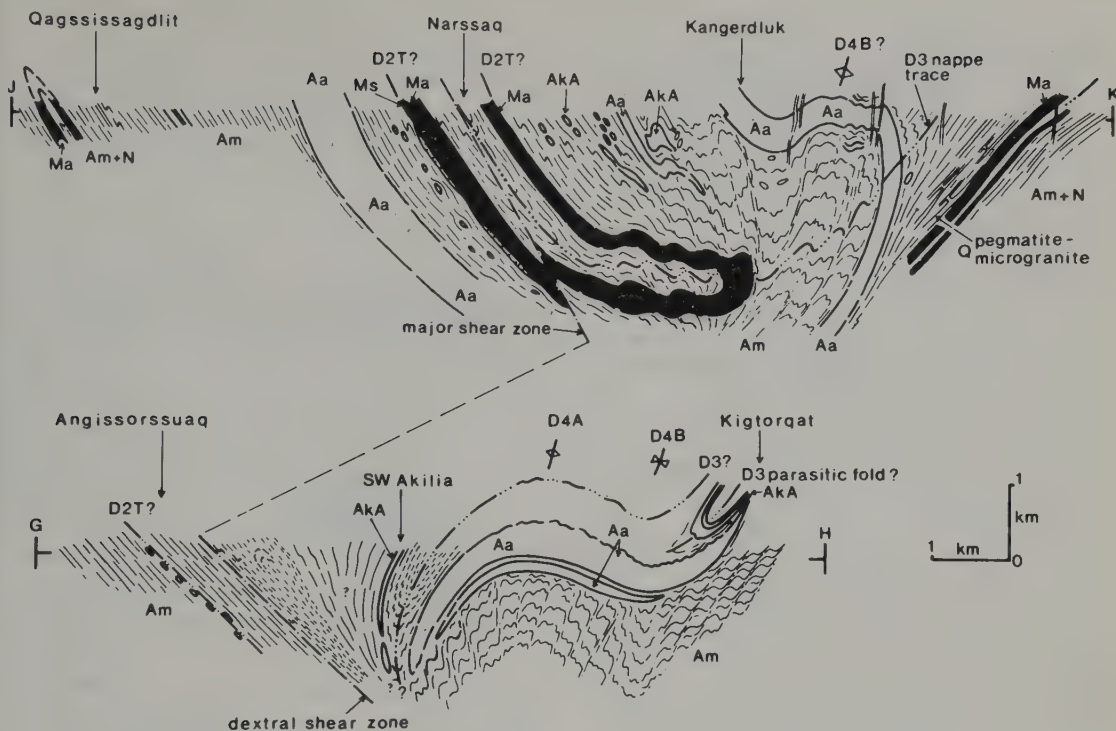 Qagssissagdlit
Narssaq
Kangerdluk
D4B?
D3 nappe
trace
D2T?
D2T?
J
Aa
Ms
Ma
Ma
AkA
Aa
AkA
Aa
Aa
Ma
K
Ma
Am+N
Am
Am+N
Aa
Aa
pegmatite-
Q microgranite
major shear zone
Am
Aa
Angissorssuaq
D4A
D4B
Kigtorqat
D3?
D3 parasitic fold?
AkA
SW Akilia
D2T?
AkA
G
Aa
Aa
H
1
km
1 km 0
?
Am
Am
? ?
dextral shear zone